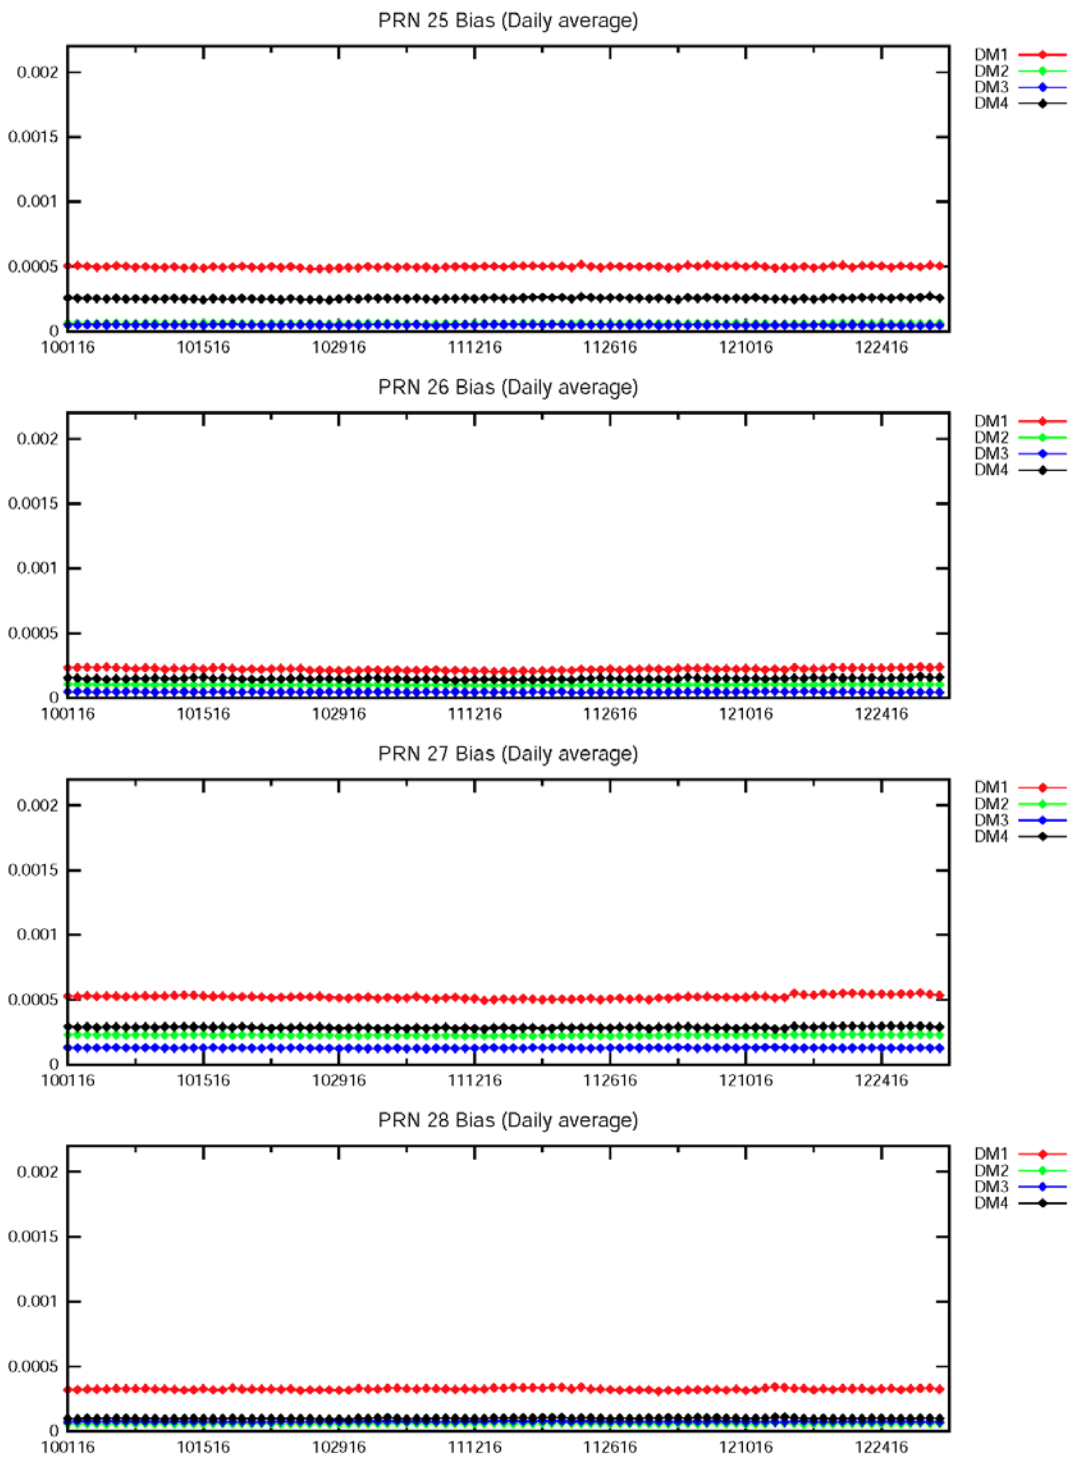 PRN 25 Bias (Daily average)
DM1
DM2
DM3
DM4
0.002
0.0015
0.001
0.0005
0
100116 101516 102916 111216 112616 121016 122416
PRN 26 Bias (Daily average)
DM1
DM2
DM3
DM4
0.002
0.0015
0.001
0.0005
0
100116 101516 102916 111216 112616 121016 122416
PRN 27 Bias (Daily average)
DM1
DM2
DM3
DM4
0.002
0.0015
0.001
0.0005
0
100116 101516 102916 111216 112616 121016 122416
PRN 28 Bias (Daily average)
DM1
DM2
DM3
DM4
0.002
0.0015
0.001
0.0005
0
100116 101516 102916 111216 112616 121016 122416